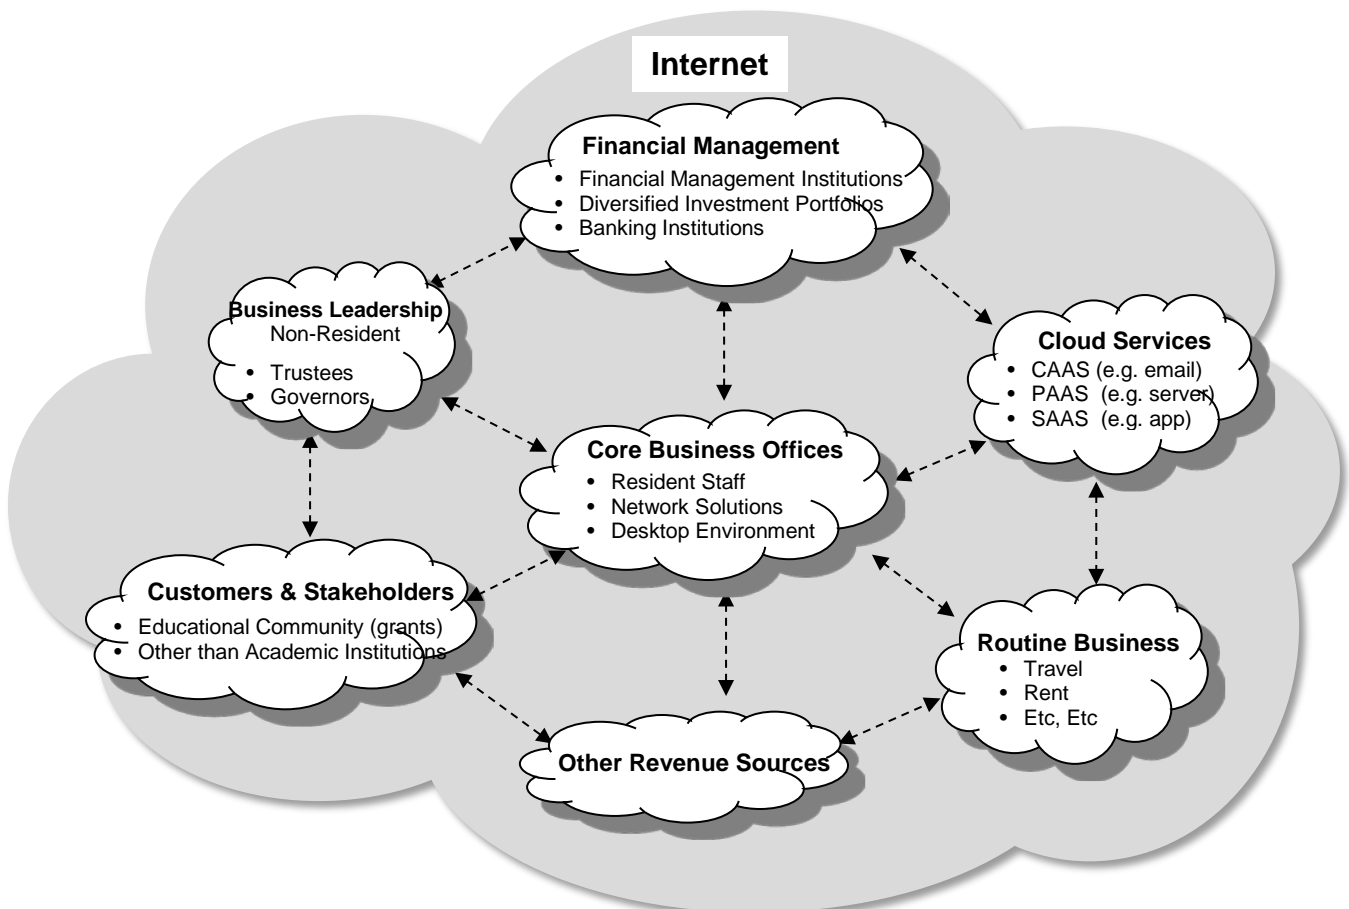 Internet
Financial Management
• Financial Management Institutions
• Diversified Investment Portfolios
• Banking Institutions
Business Leadership
Non-Resident
• Trustees
• Governors
Cloud Services
• CAAS (e.g. email)
• PAAS (e.g. server)
• SAAS (e.g. app)
Core Business Offices
• Resident Staff
• Network Solutions
• Desktop Environment
Customers & Stakeholders
• Educational Community (grants)
• Other than Academic Institutions
Routine Business
• Travel
• Rent
• Etc, Etc
Other Revenue Sources